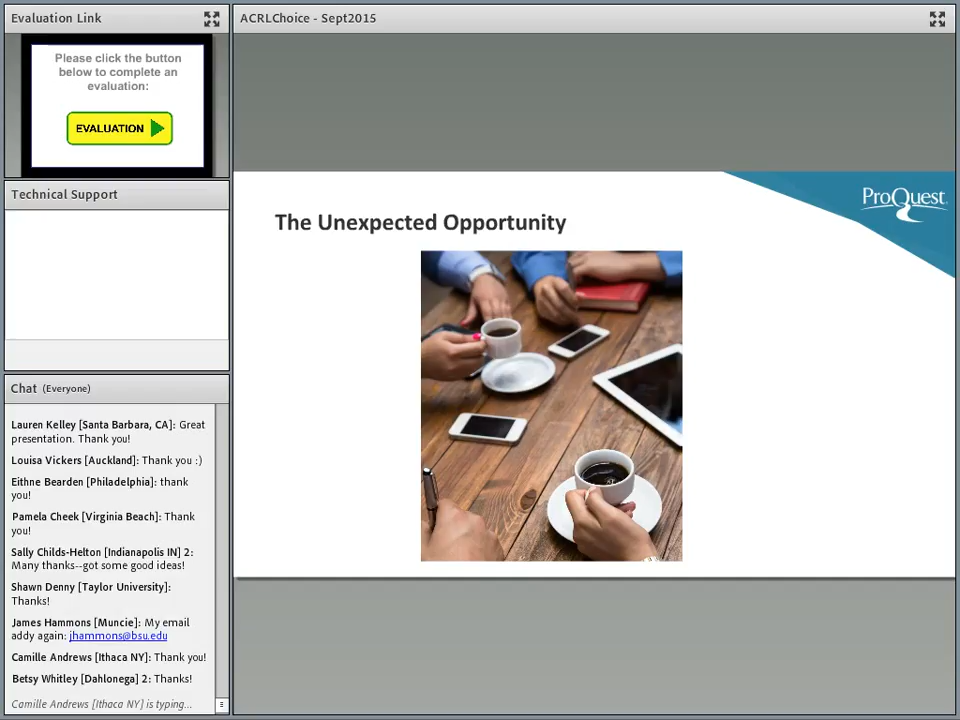 Evaluation Link
Please click the button
below to complete an
evaluation:
EVALUATION
Technical Support
Chat (Everyone)
Lauren Kelley [Santa Barbara, CA]: Great
presentation. Thank you!
Louisa Vickers [Auckland]: Thank you :)
Eithne Bearden [Philadelphia]: thank
you!
Pamela Cheek [Virginia Beach]: Thank
you!
Sally Childs-Helton [Indianapolis IN] 2:
Many thanks--got some good ideas!
Shawn Denny [Taylor University]:
Thanks!
James Hammons [Muncie]: My email
addy again: jhammons@bsu.edu
Camille Andrews [Ithaca NY]: Thank you!
Betsy Whitley [Dahlonega] 2: Thanks!
Camille Andrews [Ithaca NY] is typing...
ACRLChoice - Sept2015
ProQuest.
The Unexpected Opportunity